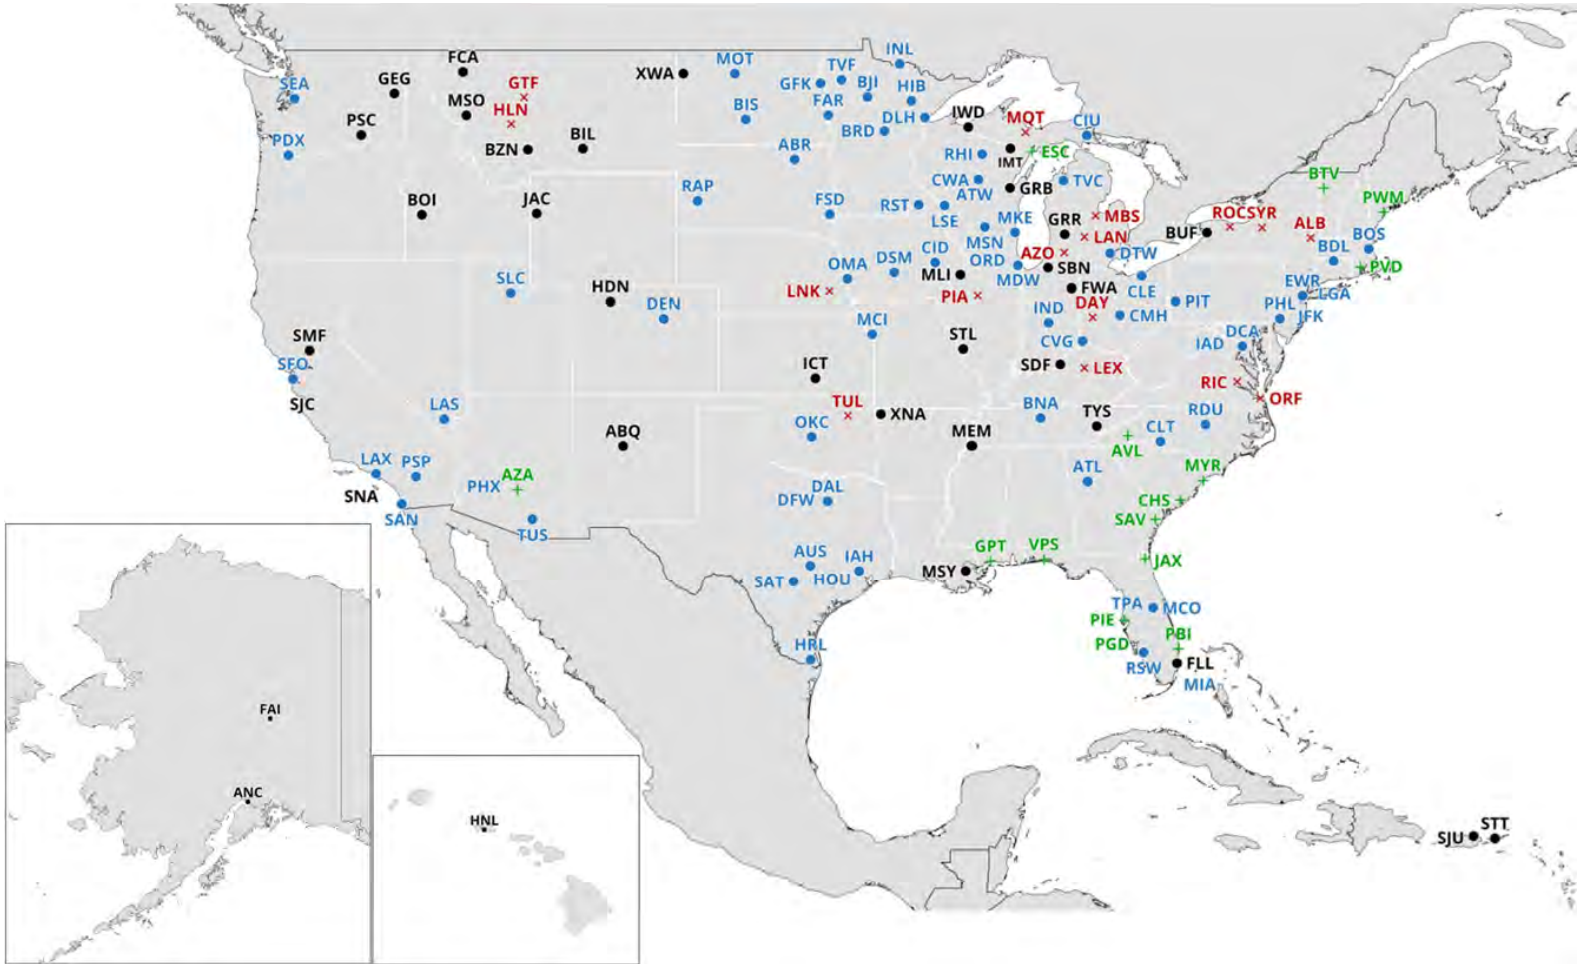 INL
FCA
XWA
MOT
TVF
GEG
GFK
BJI
SEA
GTF
HIB
MSO
HLN
BIS
FAR
DLH
IWD
MQT
CIU
PSC
BRD
PDX
BZN
BIL
ABR
RHI
IMT
ESC
BTV
CWA
TVC
RAP
ATW
GRB
BOI
JAC
FSD
RST
LSE
PWM
MKE
GRR
MBS
BUF
ROC
SYR
ALB
MSN
LAN
BOS
BDL
CID
ORD
AZO
DTW
OMA
DSM
MLI
MDW
SBN
PVD
SLC
HDN
DEN
LNK
PIA
FWA
CLE
EWR
LGA
DAY
CMH
PIT
PHL
JFK
IND
MCI
SMF
STL
CVG
IAD
DCA
SFO
ICT
SDF
LEX
RIC
SJC
ORF
LAS
TUL
XNA
BNA
TYS
RDU
OKC
ABQ
MEM
CLT
AVL
LAX
PSP
AZA
ATL
MYR
SNA
PHX
DAL
DFW
CHS
SAN
TUS
SAV
AUS
IAH
GPT
VPS
JAX
SAT
HOU
MSY
TPA
MCO
PIE
PBI
HRL
PGD
RSW
FLL
MIA
FAI
ANC
HNL
SJU
STT